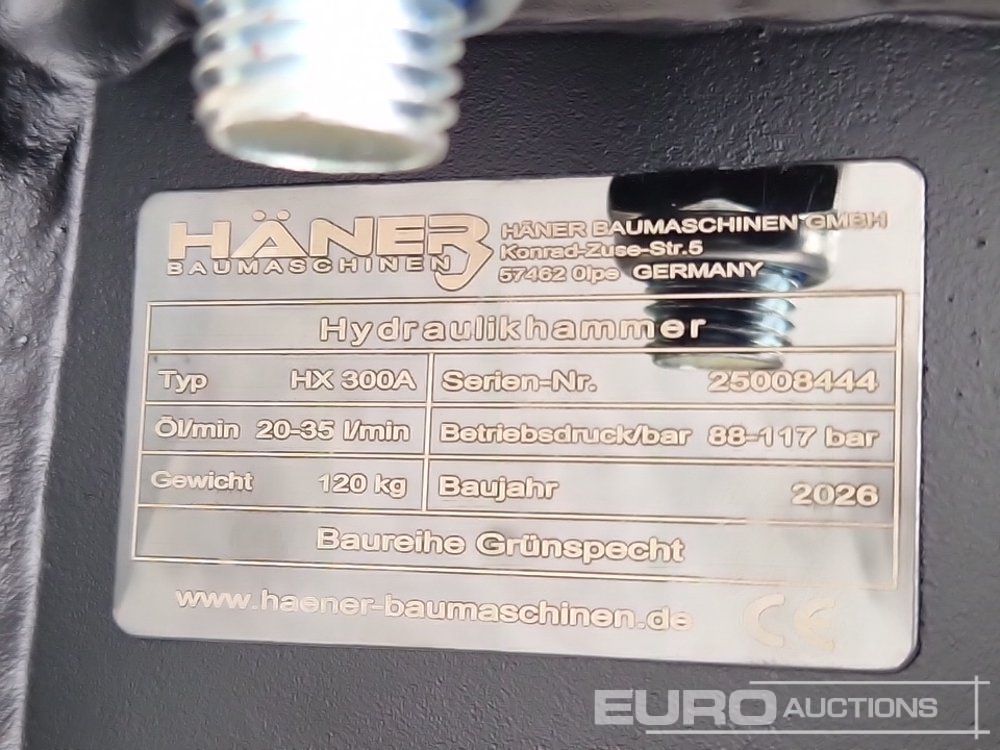 HÄNER
BAUMASCHINEN
HÄNER BAUMASCHINEN GMBH
Konrad-Zuse-Str.5
57462 Olpe GERMANY
Hydraulikhammer
Typ HX 300A Serien-Nr. 25008444
Öl/min 20-35 l/min Betriebsdruck/bar 88-117 bar
Gewicht 120 kg Baujahr 2026
Baureihe Grünspecht
www.haener-baumaschinen.de CE
EURO AUCTIONS